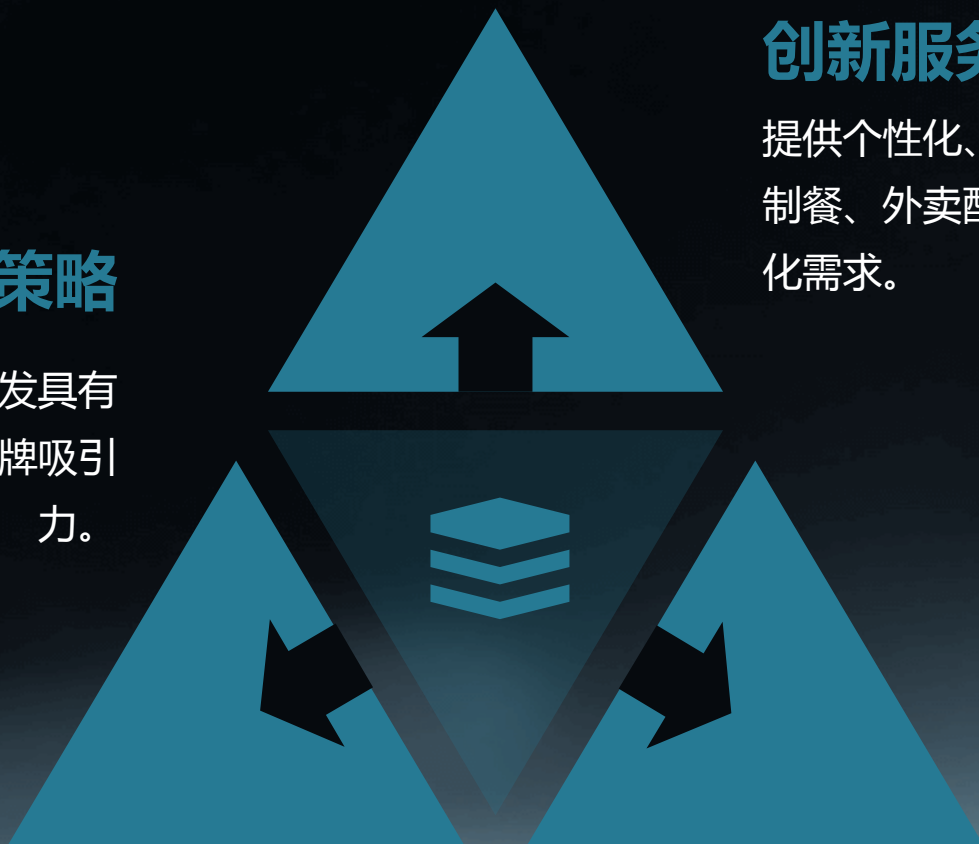 策略
发具有
牌吸引
力。
创新服务
提供个性化、
制餐、外卖配
化需求。